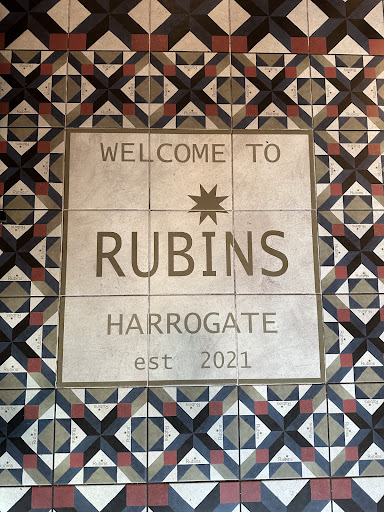 WELCOME TO
RUBINS
HARROGATE
est 2021